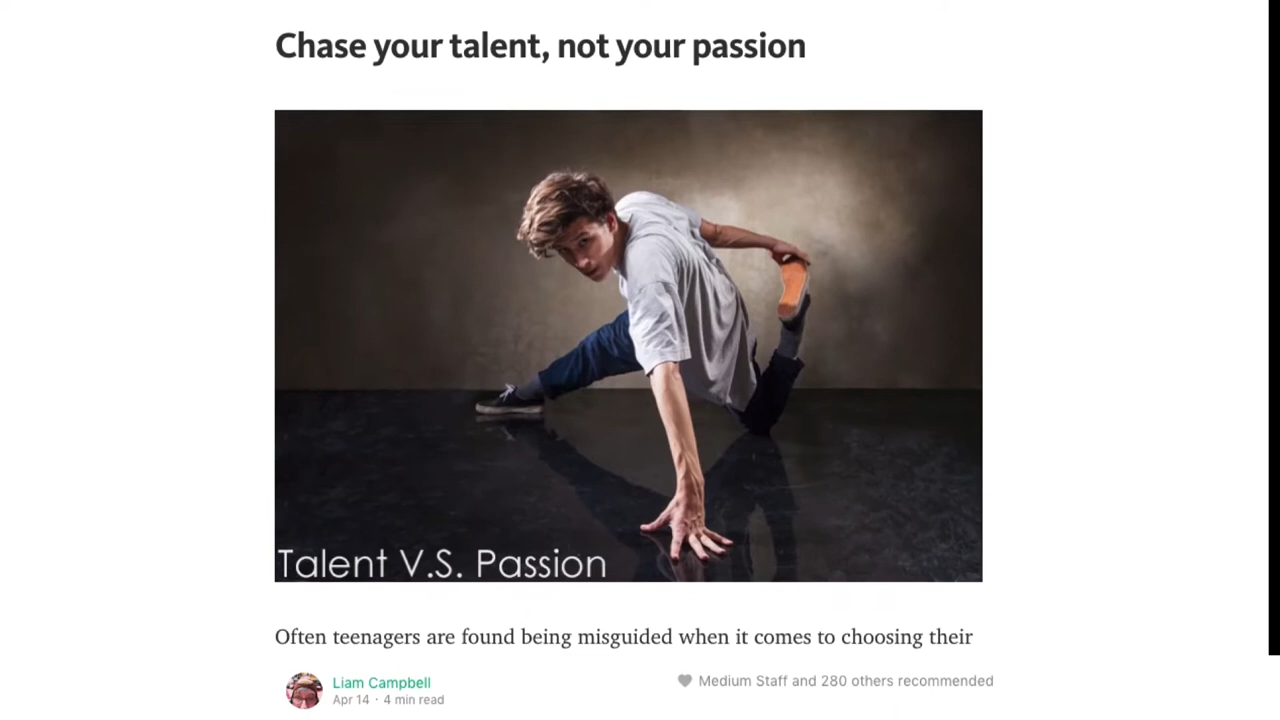 Chase your talent, not your passion
Talent V.S. Passion
Often teenagers are found being misguided when it comes to choosing their
Liam Campbell
Medium Staff and 280 others recommended
Apr 14 · 4 min read